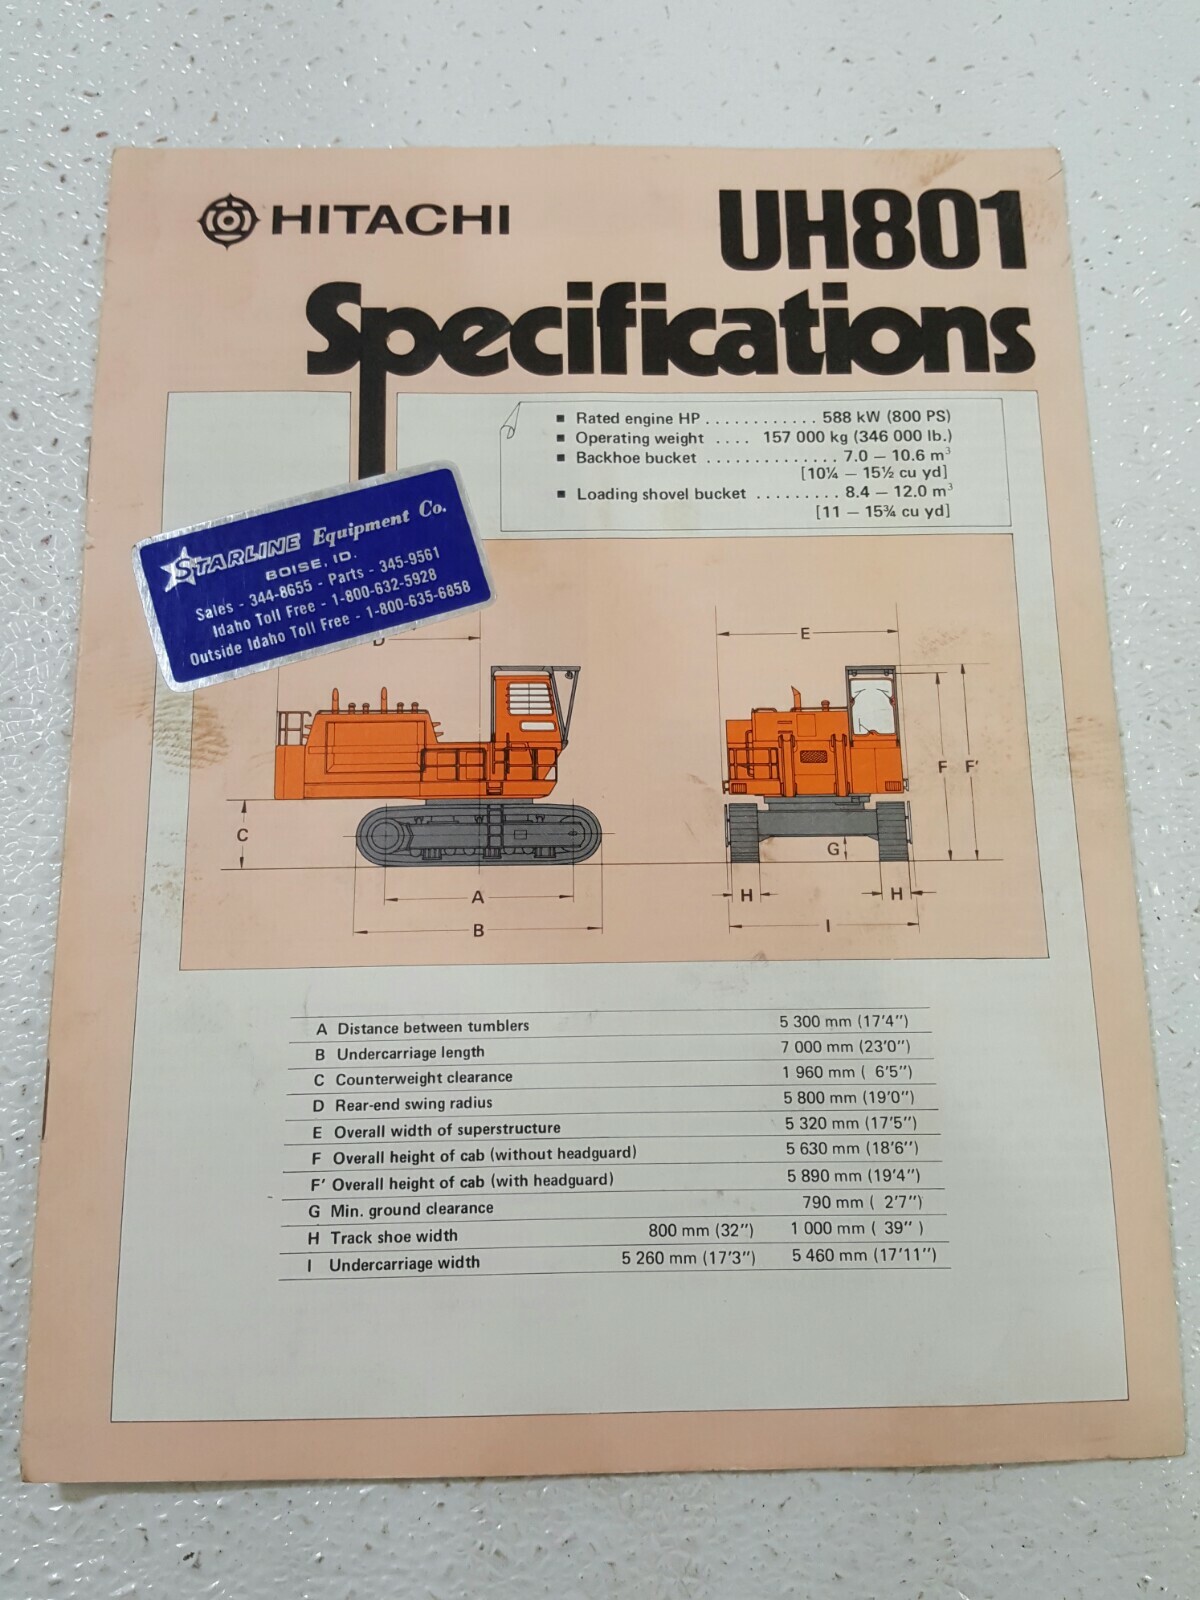 HITACHI
UH801
Specifications
■ Rated engine HP . . . . . . . . . . . . 588 kW (800 PS)
■ Operating weight . . . . 157 000 kg (346 000 lb.)
■ Backhoe bucket . . . . . . . . . . . . . . 7.0 – 10.6 m³
[10¼ – 15½ cu yd]
■ Loading shovel bucket . . . . . . . . . 8.4 – 12.0 m³
[11 – 15¾ cu yd]
STARLINE Equipment Co.
BOISE, ID.
Sales - 344-8655 - Parts - 345-9561
Idaho Toll Free - 1-800-632-5928
Outside Idaho Toll Free - 1-800-635-6858
D
E
C
F F'
G
A
H H
B
I
A Distance between tumblers 5 300 mm (17'4")
B Undercarriage length 7 000 mm (23'0")
C Counterweight clearance 1 960 mm ( 6'5")
D Rear-end swing radius 5 800 mm (19'0")
E Overall width of superstructure 5 320 mm (17'5")
F Overall height of cab (without headguard) 5 630 mm (18'6")
F' Overall height of cab (with headguard) 5 890 mm (19'4")
G Min. ground clearance 790 mm ( 2'7")
H Track shoe width 800 mm (32") 1 000 mm ( 39" )
I Undercarriage width 5 260 mm (17'3") 5 460 mm (17'11")